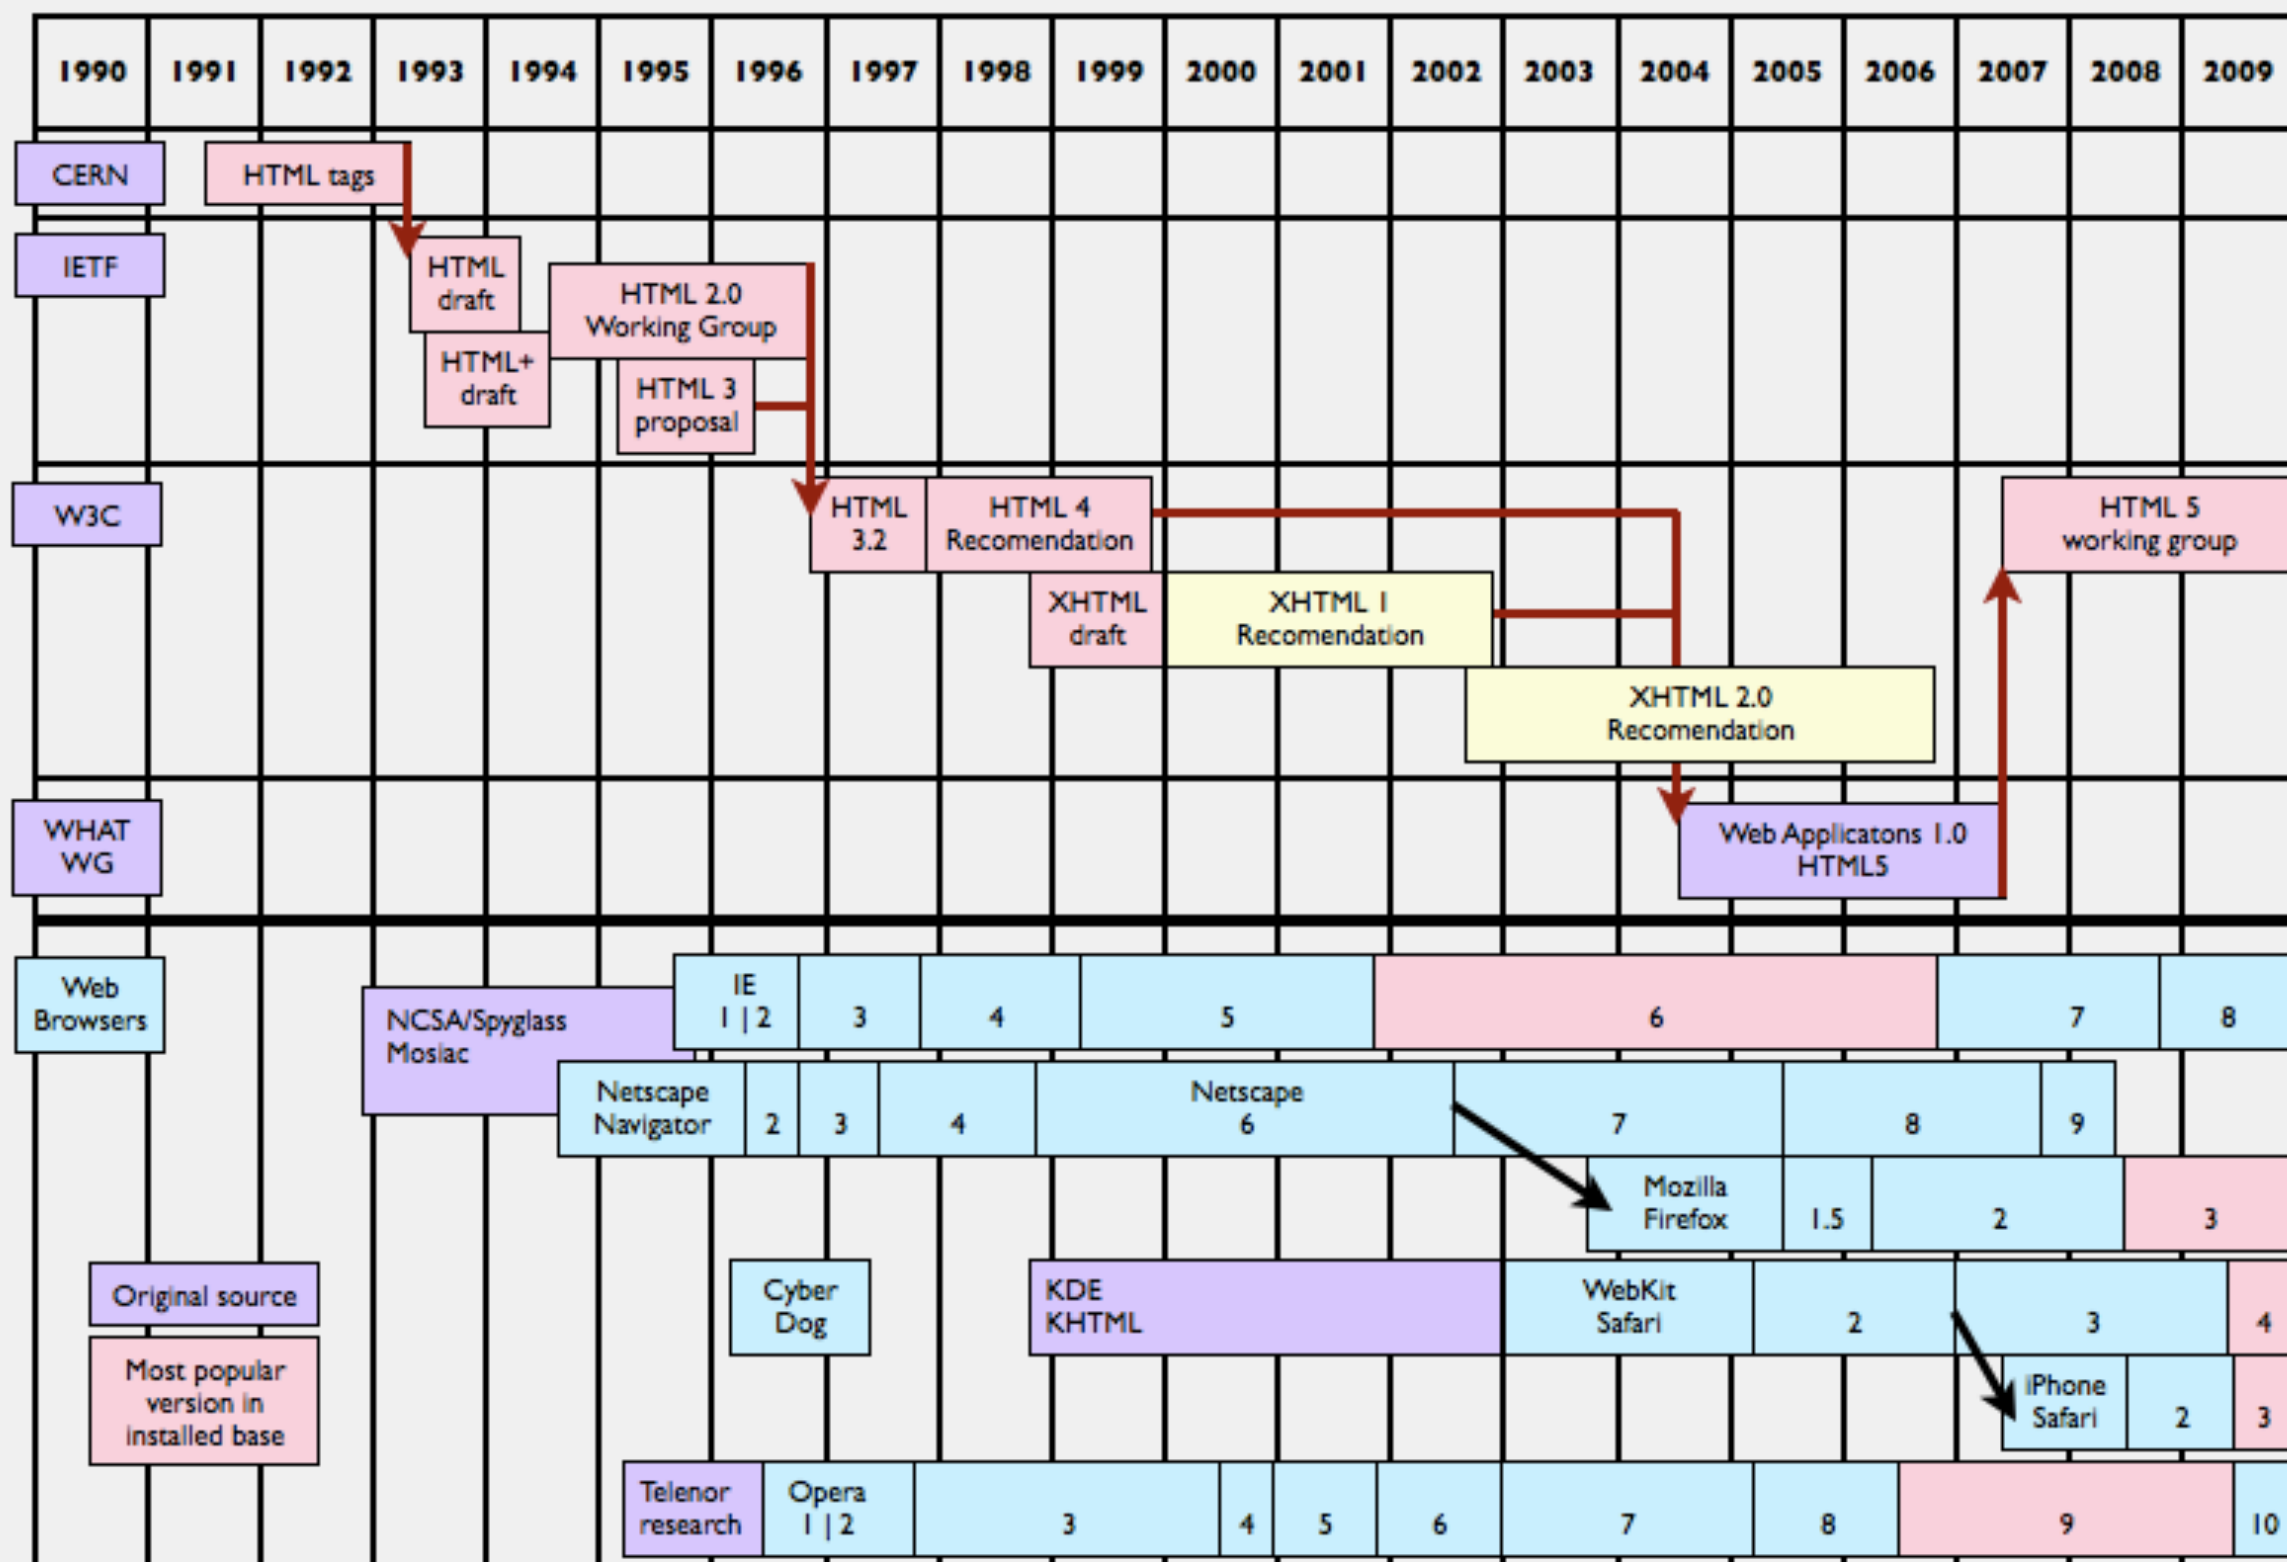 1990 1991 1992 1993 1994 1995 1996 1997 1998 1999 2000 2001 2002 2003 2004 2005 2006 2007 2008 2009
CERN
HTML tags
IETF
HTML
draft
HTML 2.0
Working Group
HTML+
draft
HTML 3
proposal
W3C
HTML
3.2
HTML 4
Recomendation
HTML 5
working group
XHTML
draft
XHTML 1
Recomendation
XHTML 2.0
Recomendation
WHAT
WG
Web Applicatons 1.0
HTML5
Web
Browsers
NCSA/Spyglass
Mosiac
IE
1 | 2
3
4
5
6
7
8
Netscape
Navigator
2
3
4
Netscape
6
7
8
9
Mozilla
Firefox
1.5
2
3
Original source
Most popular
version in
installed base
Cyber
Dog
KDE
KHTML
WebKit
Safari
2
3
4
iPhone
Safari
2
3
Telenor
research
Opera
1 | 2
3
4
5
6
7
8
9
10